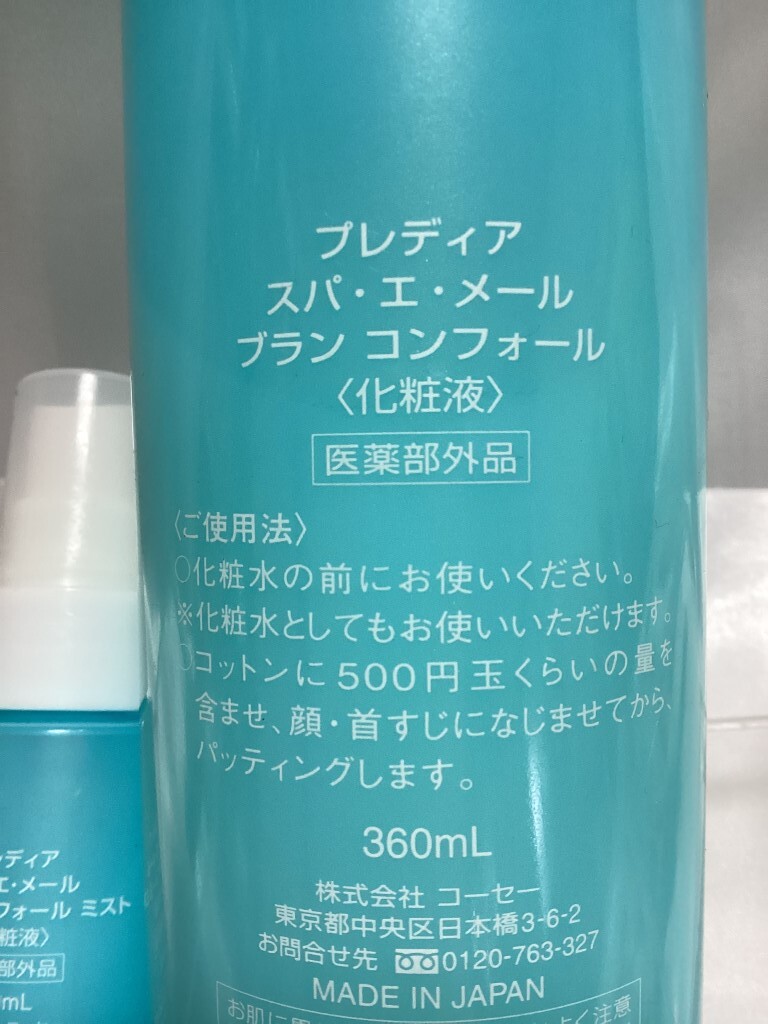 プレディア
スパ・エ・メール
ブラン コンフォール
〈化粧液〉
医薬部外品
〈ご使用法〉
○化粧水の前にお使いください。
※化粧水としてもお使いいただけます。
○コットンに500円玉くらいの量を
含ませ、顔・首すじになじませてから、
パッティングします。
360mL
株式会社 コーセー
東京都中央区日本橋3-6-2
お問合せ先 0120-763-327
MADE IN JAPAN
お肌に
よく注意
ディア
エ・メール
フォール ミスト
粧液〉
部外品
mL